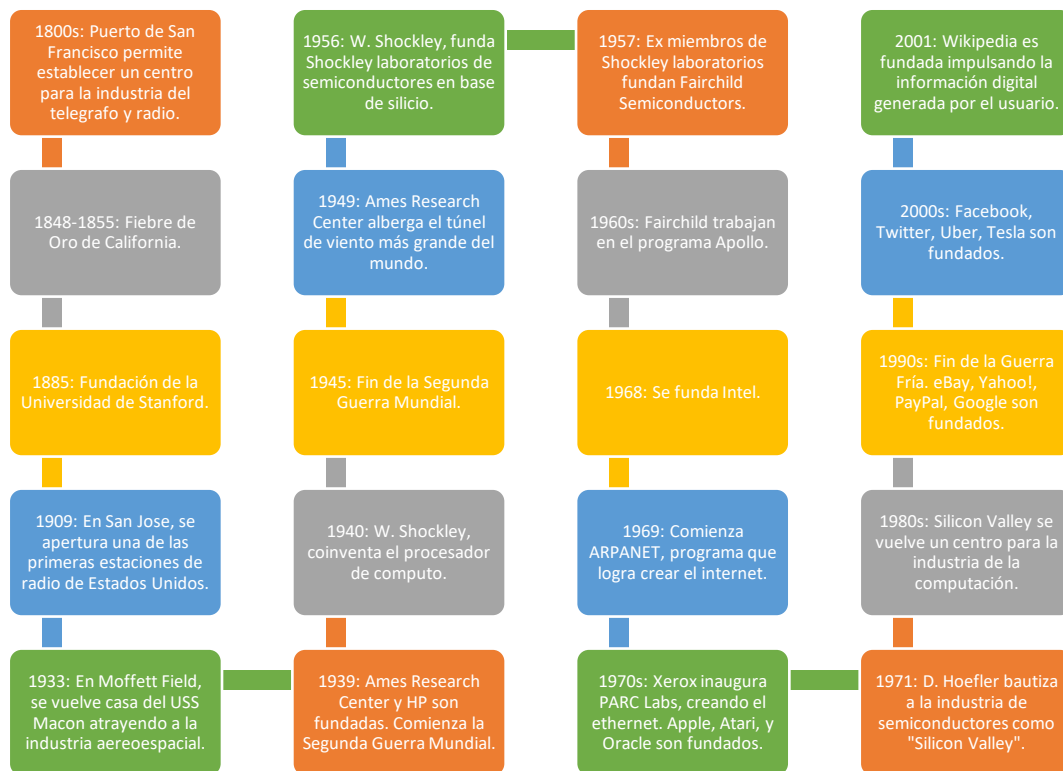 1800s: Puerto de San
Francisco permite
establecer un centro
para la industria del
telegrafo y radio.
1848-1855: Fiebre de
Oro de California.
1885: Fundación de la
Universidad de Stanford.
1909: En San Jose, se
apertura una de las
primeras estaciones de
radio de Estados Unidos.
1933: En Moffett Field,
se vuelve casa del USS
Macon atrayendo a la
industria aereoespacial.
1939: Ames Research
Center y HP son
fundadas. Comienza la
Segunda Guerra Mundial.
1940: W. Shockley,
coinventa el procesador
de computo.
1945: Fin de la Segunda
Guerra Mundial.
1949: Ames Research
Center alberga el túnel
de viento más grande del
mundo.
1956: W. Shockley, funda
Shockley laboratorios de
semiconductores en base
de silicio.
1957: Ex miembros de
Shockley laboratorios
fundan Fairchild
Semiconductors.
1960s: Fairchild trabajan
en el programa Apollo.
1968: Se funda Intel.
1969: Comienza
ARPANET, programa que
logra crear el internet.
1970s: Xerox inaugura
PARC Labs, creando el
ethernet. Apple, Atari, y
Oracle son fundados.
1971: D. Hoefler bautiza
a la industria de
semiconductores como
"Silicon Valley".
1980s: Silicon Valley se
vuelve un centro para la
industria de la
computación.
1990s: Fin de la Guerra
Fría. eBay, Yahoo!,
PayPal, Google son
fundados.
2000s: Facebook,
Twitter, Uber, Tesla son
fundados.
2001: Wikipedia es
fundada impulsando la
información digital
generada por el usuario.